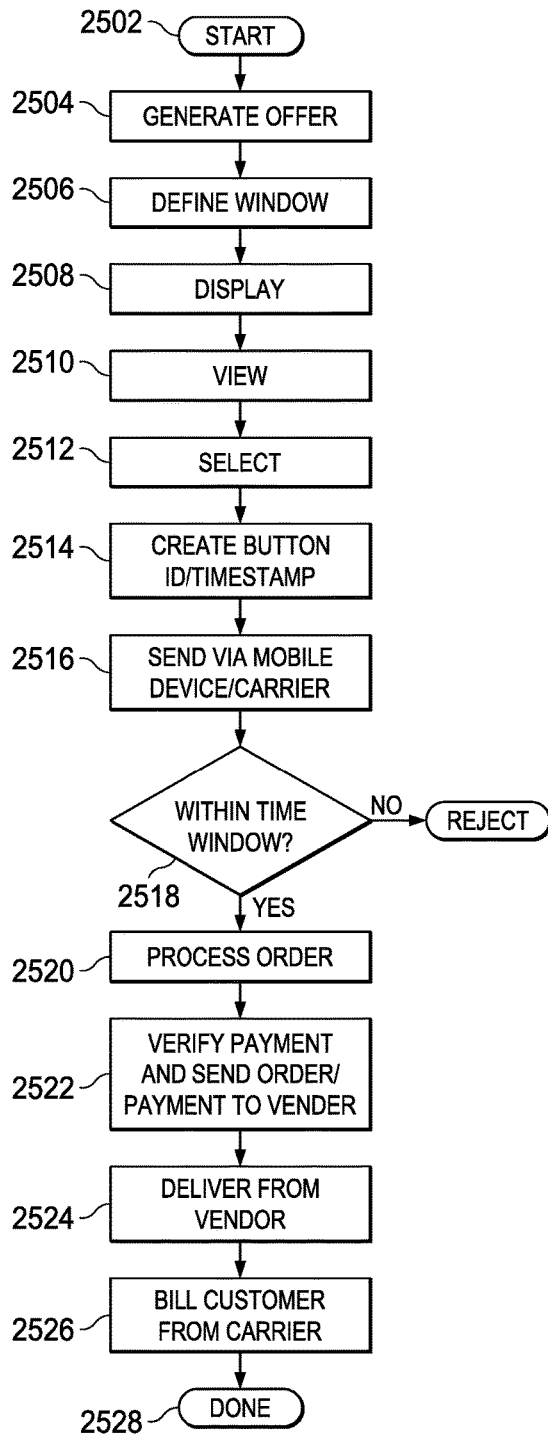 2502
START
2504
GENERATE OFFER
2506
DEFINE WINDOW
2508
DISPLAY
2510
VIEW
2512
SELECT
2514
CREATE BUTTON
ID/TIMESTAMP
2516
SEND VIA MOBILE
DEVICE/CARRIER
WITHIN TIME
WINDOW?
NO
REJECT
2518
YES
2520
PROCESS ORDER
2522
VERIFY PAYMENT
AND SEND ORDER/
PAYMENT TO VENDER
2524
DELIVER FROM
VENDOR
2526
BILL CUSTOMER
FROM CARRIER
2528
DONE